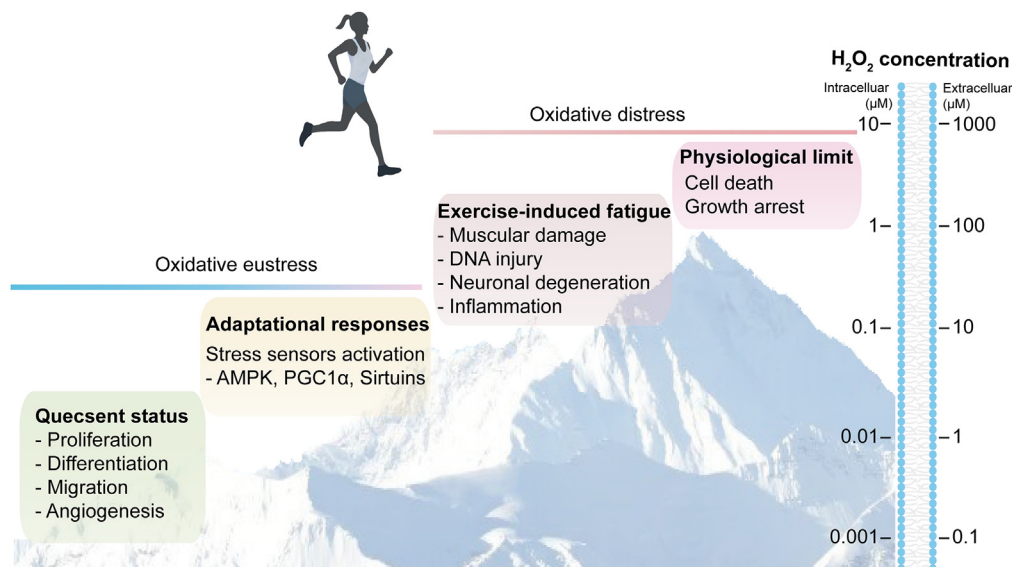 H2O2 concentration
Intracelluar
(µM)
Extracelluar
(µM)
Oxidative distress
10
1000
Physiological limit
Cell death
Growth arrest
Exercise-induced fatigue
- Muscular damage
- DNA injury
- Neuronal degeneration
- Inflammation
1
100
Oxidative eustress
Adaptational responses
Stress sensors activation
- AMPK, PGC1α, Sirtuins
0.1
10
Quecsent status
- Proliferation
- Differentiation
- Migration
- Angiogenesis
0.01
1
0.001
0.1